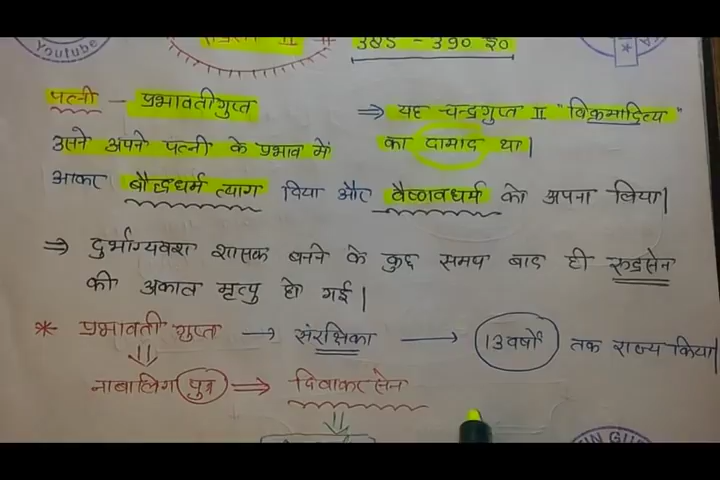 Youtube
385 - 390 ई०
पत्नी - प्रभावतीगुप्त
उसने अपने पत्नी के प्रभाव में
⇒ यह चन्द्रगुप्त II "विक्रमादित्य"
का दामाद था|
आकर बौद्धधर्म त्याग दिया और वैष्णवधर्म को अपना लिया|
⇒ दुर्भाग्यवश शासक बनने के कुछ समय बाद ही रूद्रसेन
की अकाल मृत्यु हो गई|
* प्रभावती गुप्त → संरक्षिका → 13 वर्षों तक राज्य किया|
नाबालिग पुत्र ⇒ दिवाकरसेन